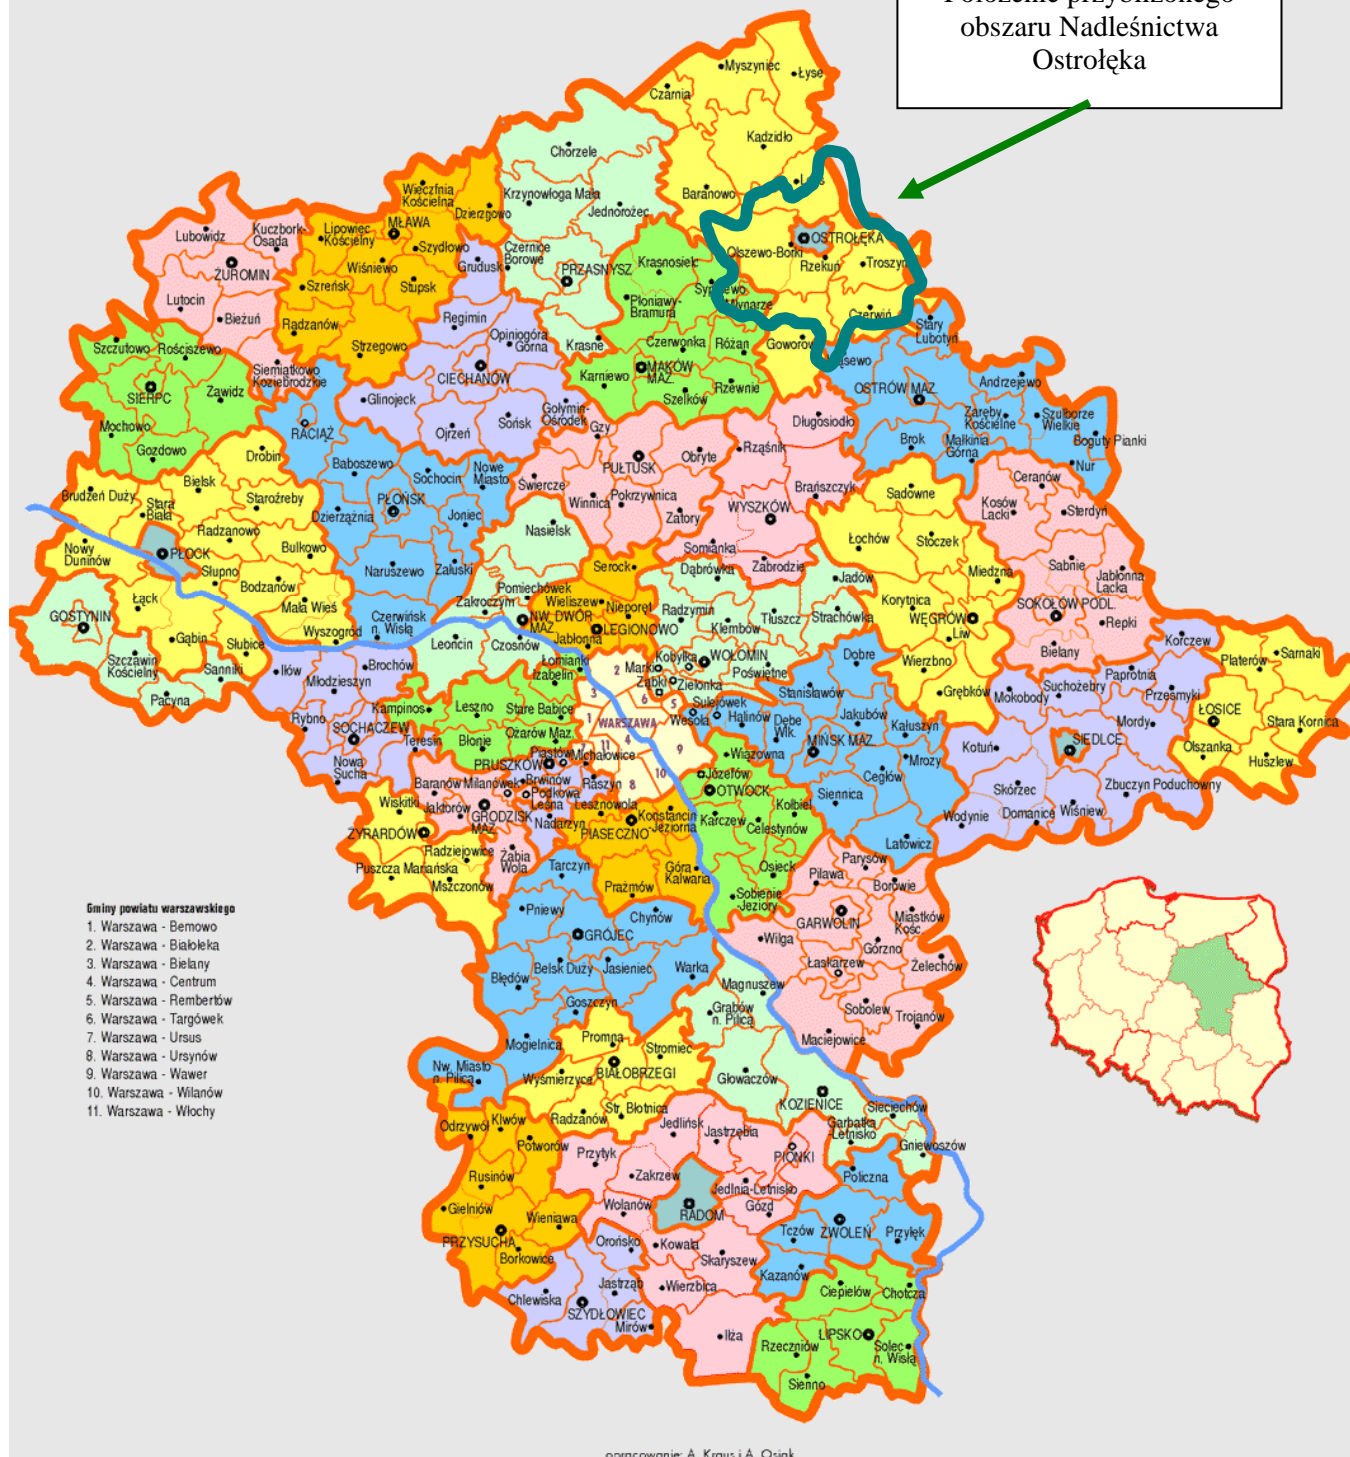 Położenie przybliżonego
obszaru Nadleśnictwa
Ostrołęka
Myszyniec
Łyse
Czarnia
Kadzidło
Chorzele
Baranowo
Wieczfnia
Kościelna
Krzynowłoga Mała
Jednorożec
Dzierzgowo
Lubowidz
Kuczbork-
Osada
Lipowiec
Kościelny
MŁAWA
Szydłowo
Czernice
Borowe
OSTROŁĘKA
Olszewo-Borki
Rzekuń
Troszyn
Krasnosielc
ŻUROMIN
Wiśniewo
Grudusk
PRZASNYSZ
Szreńsk
Stupsk
Płoniawy-
Bramura
Młynarze
Czerwin
Lutocin
Bieżuń
Radzanów
Regimin
Opiniogóra
Górna
Krasne
Czerwonka
Różan
Goworowo
Stary
Lubotyń
Szczutowo
Rościszewo
Strzegowo
Siemiatkowo
Koziebrodzkie
CIECHANÓW
Karniewo
MAKÓW
MAZ.
Szelków
Rzewnie
OSTRÓW MAZ.
Andrzejewo
SIERPC
Zawidz
Glinojeck
Gołymin-
Ośrodek
Gzy
Długosiodło
Zaręby
Kościelne
Szulborze
Wielkie
Mochowo
RACIĄŻ
Ojrzeń
Sońsk
Brok
Małkinia
Górna
Boguty Pianki
Gozdowo
Drobin
Baboszewo
Sochocin
Nowe
Miasto
PUŁTUSK
Obryte
Rząśnik
Nur
Brudzeń Duży
Bielsk
Staroźreby
Świercze
Winnica
Pokrzywnica
Brańszczyk
Sadowne
Ceranów
Stara
Biała
PŁOŃSK
Dzierzążnia
Joniec
Zatory
WYSZKÓW
Kosów
Lacki
Sterdyń
Nowy
Duninów
PŁOCK
Radzanowo
Bulkowo
Nasielsk
Somianka
Łochów
Stoczek
Słupno
Bodzanów
Naruszewo
Załuski
Serock
Dąbrówka
Zabrodzie
Jadów
Miedzna
Sabnie
Jabłonna
Lacka
Łąck
Mała Wieś
Pomiechówek
Zakroczym
Wieliszew
Nieporęt
Radzymin
Tłuszcz
Strachówka
Korytnica
SOKOŁÓW PODL.
GOSTYNIN
Gąbin
Wyszogród
Czerwińsk
n. Wisłą
NW. DWÓR
MAZ.
LEGIONOWO
Klembów
WĘGRÓW
Liw
Repki
Szczawin
Kościelny
Słubice
Leoncin
Czosnów
Jabłonna
Kobyłka
WOŁOMIN
Dobre
Bielany
Korczew
Sanniki
Iłów
Brochów
Łomianki
Izabelin
Marki
Ząbki
Zielonka
Poświętne
Wierzbno
Paprotnia
Platerów
Sarnaki
Pacyna
Młodzieszyn
Kampinos
Leszno
Stare Babice
Sulejówek
Stanisławów
Grębków
Mokobody
Suchożebry
Przesmyki
Rybno
SOCHACZEW
Błonie
Ożarów Maz.
WARSZAWA
Wesoła
Halinów
Dębe
Wlk.
Jakubów
Kałuszyn
Mordy
ŁOSICE
Stara Kornica
Teresin
Piastów
PRUSZKÓW
Michałowice
Wiązowna
MIŃSK MAZ.
Kotuń
SIEDLCE
Olszanka
Nowa
Sucha
Baranów
Milanówek
Brwinow
Podkowa
Leśna
Raszyn
Józefów
OTWOCK
Cegłów
Mrozy
Huszlew
Wiskitki
Jaktorów
GRODZISK
MAZ.
Nadarzyn
Lesznowola
Konstancin
-Jeziorna
Karczew
Celestynów
Kołbiel
Siennica
Skórzec
Zbuczyn Poduchowny
ŻYRARDÓW
PIASECZNO
Wodynie
Domanice
Wiśniew
Radziejowice
Żabia
Wola
Latowicz
Puszcza Mariańska
Mszczonów
Tarczyn
Góra
Kalwaria
Osieck
Parysów
Prażmów
Sobienie
-Jeziory
Pilawa
Borowie
Pniewy
Chynów
GARWOLIN
Miastków
Kośc
GRÓJEC
Wilga
Górzno
Błędów
Belsk Duży
Jasieniec
Warka
Łaskarzew
Żelechów
Goszczyn
Magnuszew
Grabów
n. Pilicą
Sobolew
Trojanów
Mogielnica
Promna
Stromiec
Maciejowice
Nw. Miasto
n. Pilicą
Wyśmierzyce
BIAŁOBRZEGI
Głowaczów
KOZIENICE
Sieciechów
Radzanów
Str. Błotnica
Odrzywół
Klwów
Potworów
Jedlińsk
Jastrzębia
PIONKI
Garbatka
-Letnisko
Gniewoszów
Przytyk
Zakrzew
Policzna
Rusinów
Jedlnia-Letnisko
Gielniów
Wieniawa
Wolanów
RADOM
Gózd
Tczów
ZWOLEŃ
Przyłęk
PRZYSUCHA
Borkowice
Orońsko
Kowala
Skaryszew
Kazanów
Chlewiska
Jastrząb
Wierzbica
Ciepielów
Chotcza
SZYDŁOWIEC
Mirów
Iłża
Rzeczniów
LIPSKO
Solec
n. Wisłą
Sienno
Gminy powiatu warszawskiego
1. Warszawa - Bemowo
2. Warszawa - Białołeka
3. Warszawa - Bielany
4. Warszawa - Centrum
5. Warszawa - Rembertów
6. Warszawa - Targówek
7. Warszawa - Ursus
8. Warszawa - Ursynów
9. Warszawa - Wawer
10. Warszawa - Wilanów
11. Warszawa - Włochy
opracowanie: A. Kraus i A. Osiak